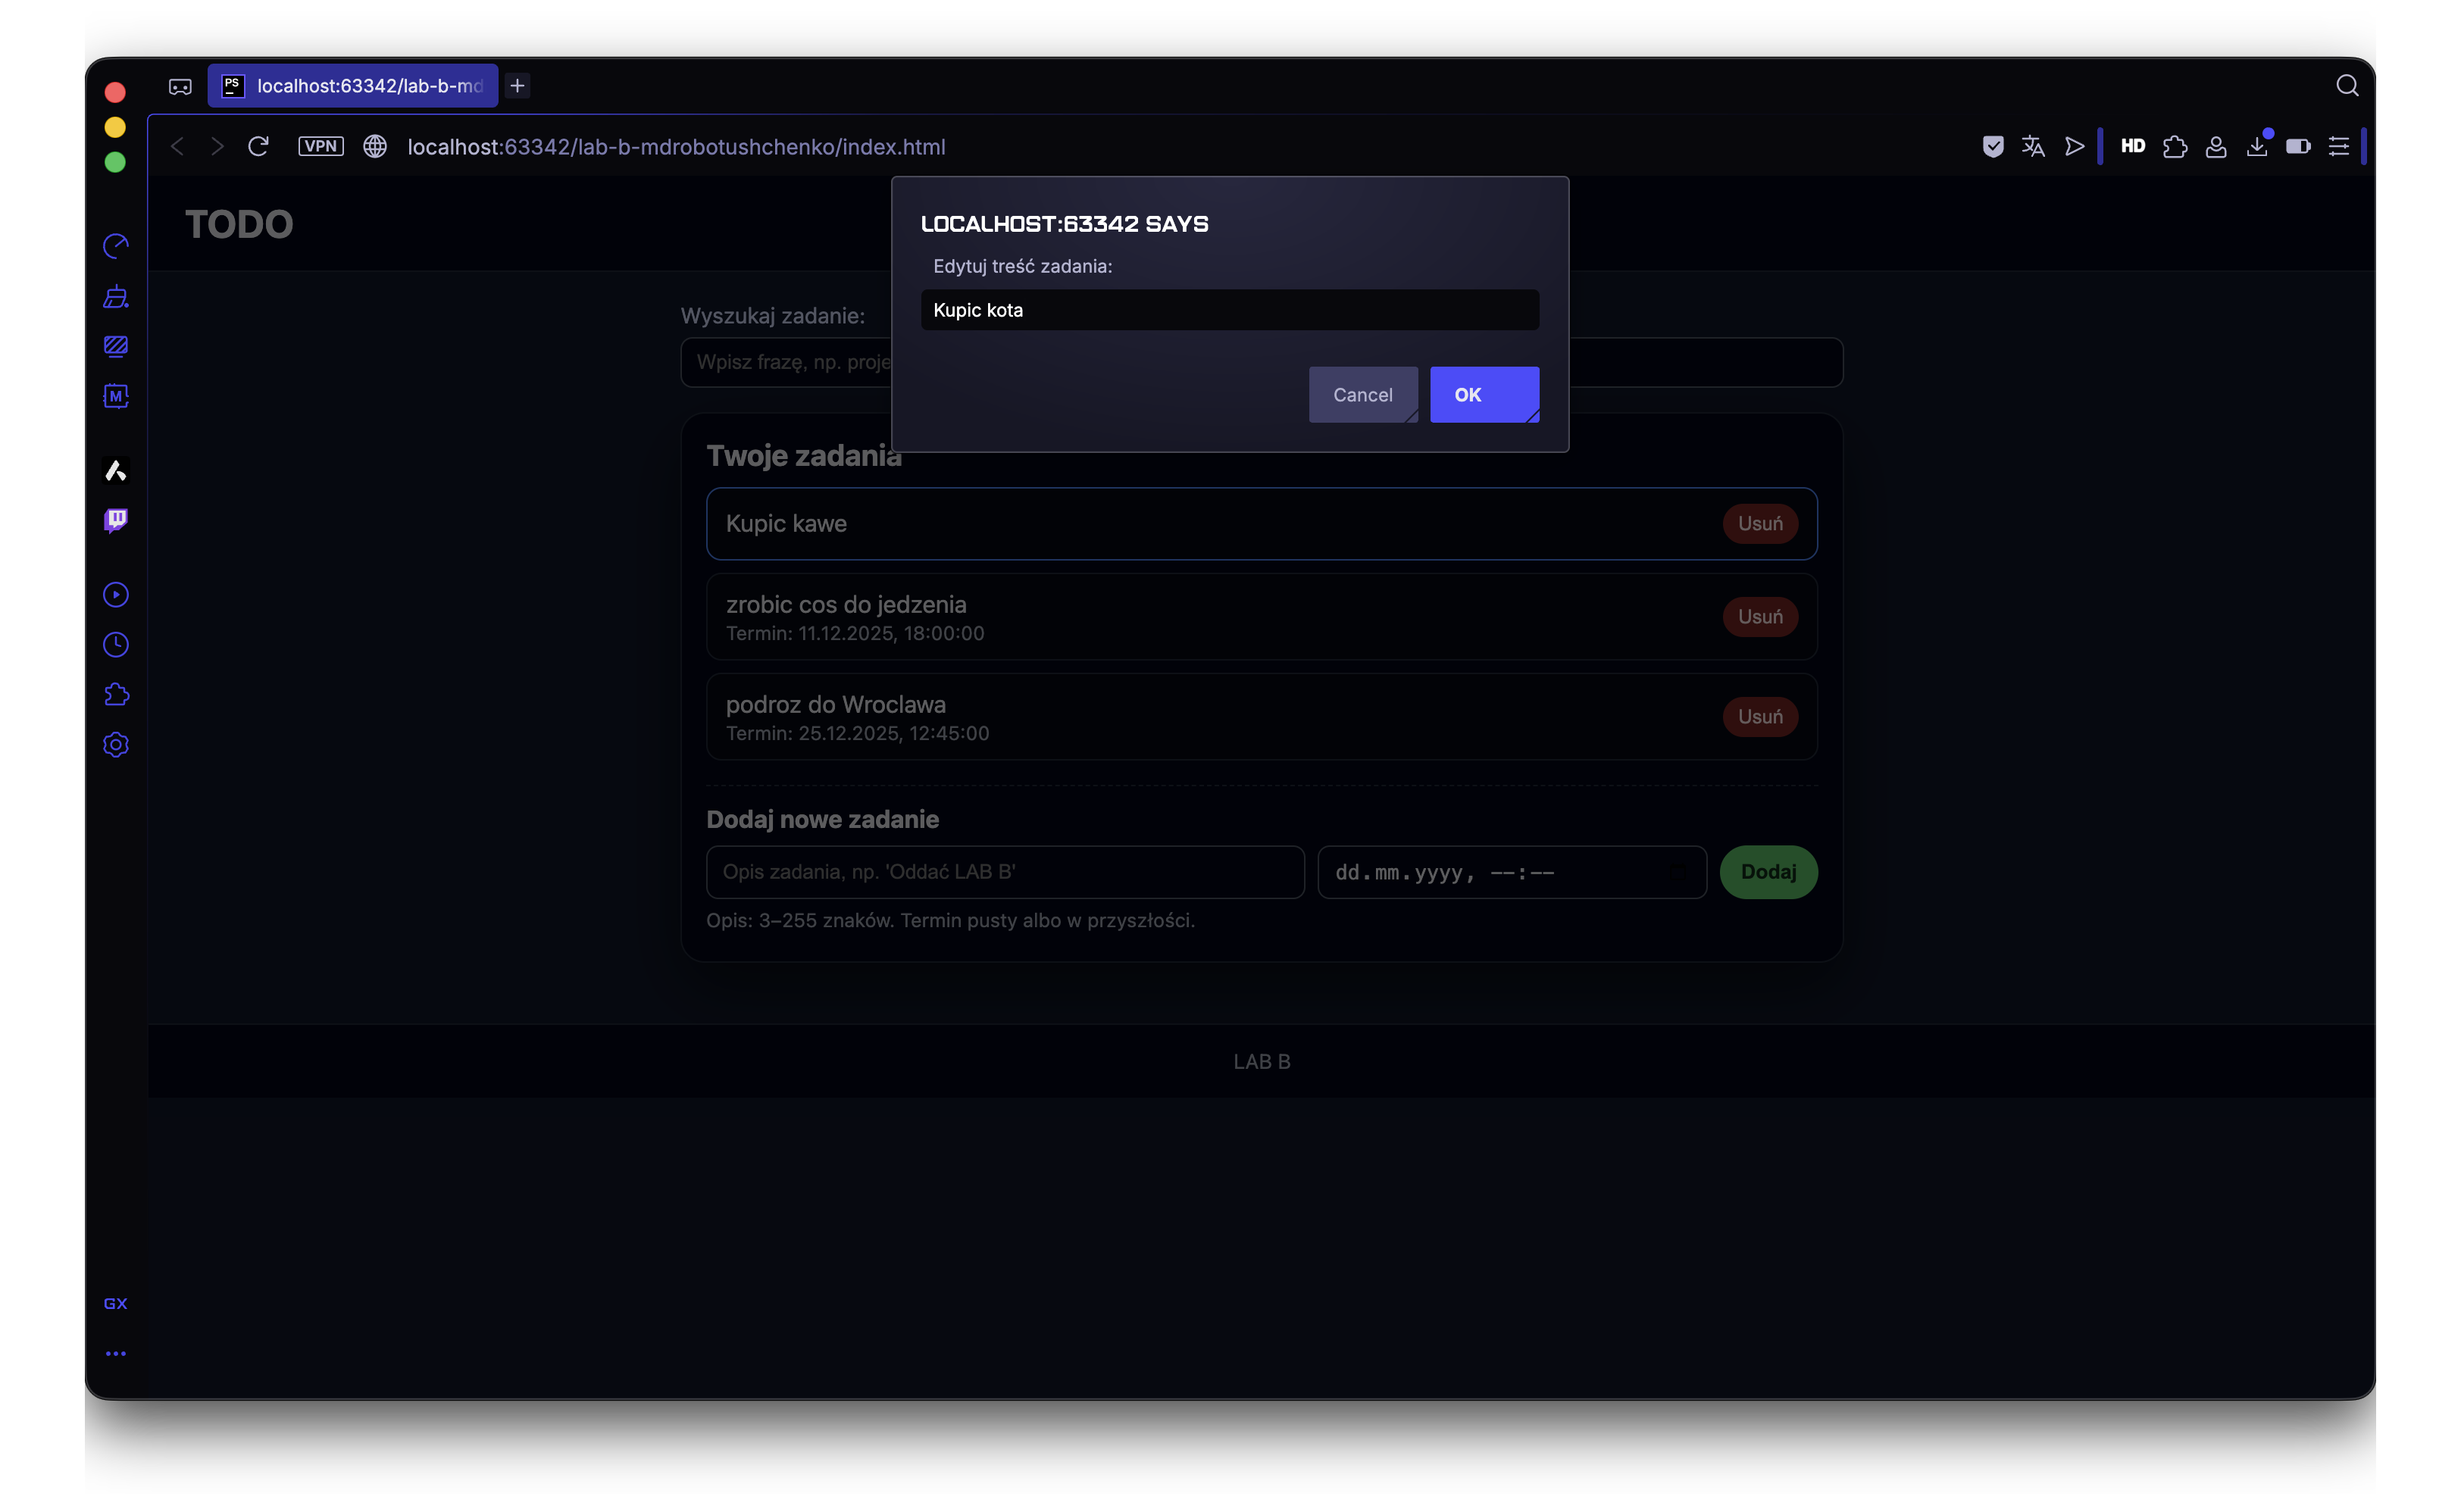 PS
localhost:63342/lab-b-md
VPN
localhost:63342/lab-b-mdrobotushchenko/index.html
HD
TODO
LOCALHOST:63342 SAYS
Edytuj treść zadania:
Kupic kota
Cancel
OK
Wyszukaj zadanie:
Wpisz frazę, np. proje
M
Twoje zadania
Kupic kawe
Usuń
zrobic cos do jedzenia
Termin: 11.12.2025, 18:00:00
Usuń
podroz do Wroclawa
Termin: 25.12.2025, 12:45:00
Usuń
Dodaj nowe zadanie
Opis zadania, np. 'Oddać LAB B'
dd.mm.yyyy, --:--
Dodaj
Opis: 3–255 znaków. Termin pusty albo w przyszłości.
LAB B
GX